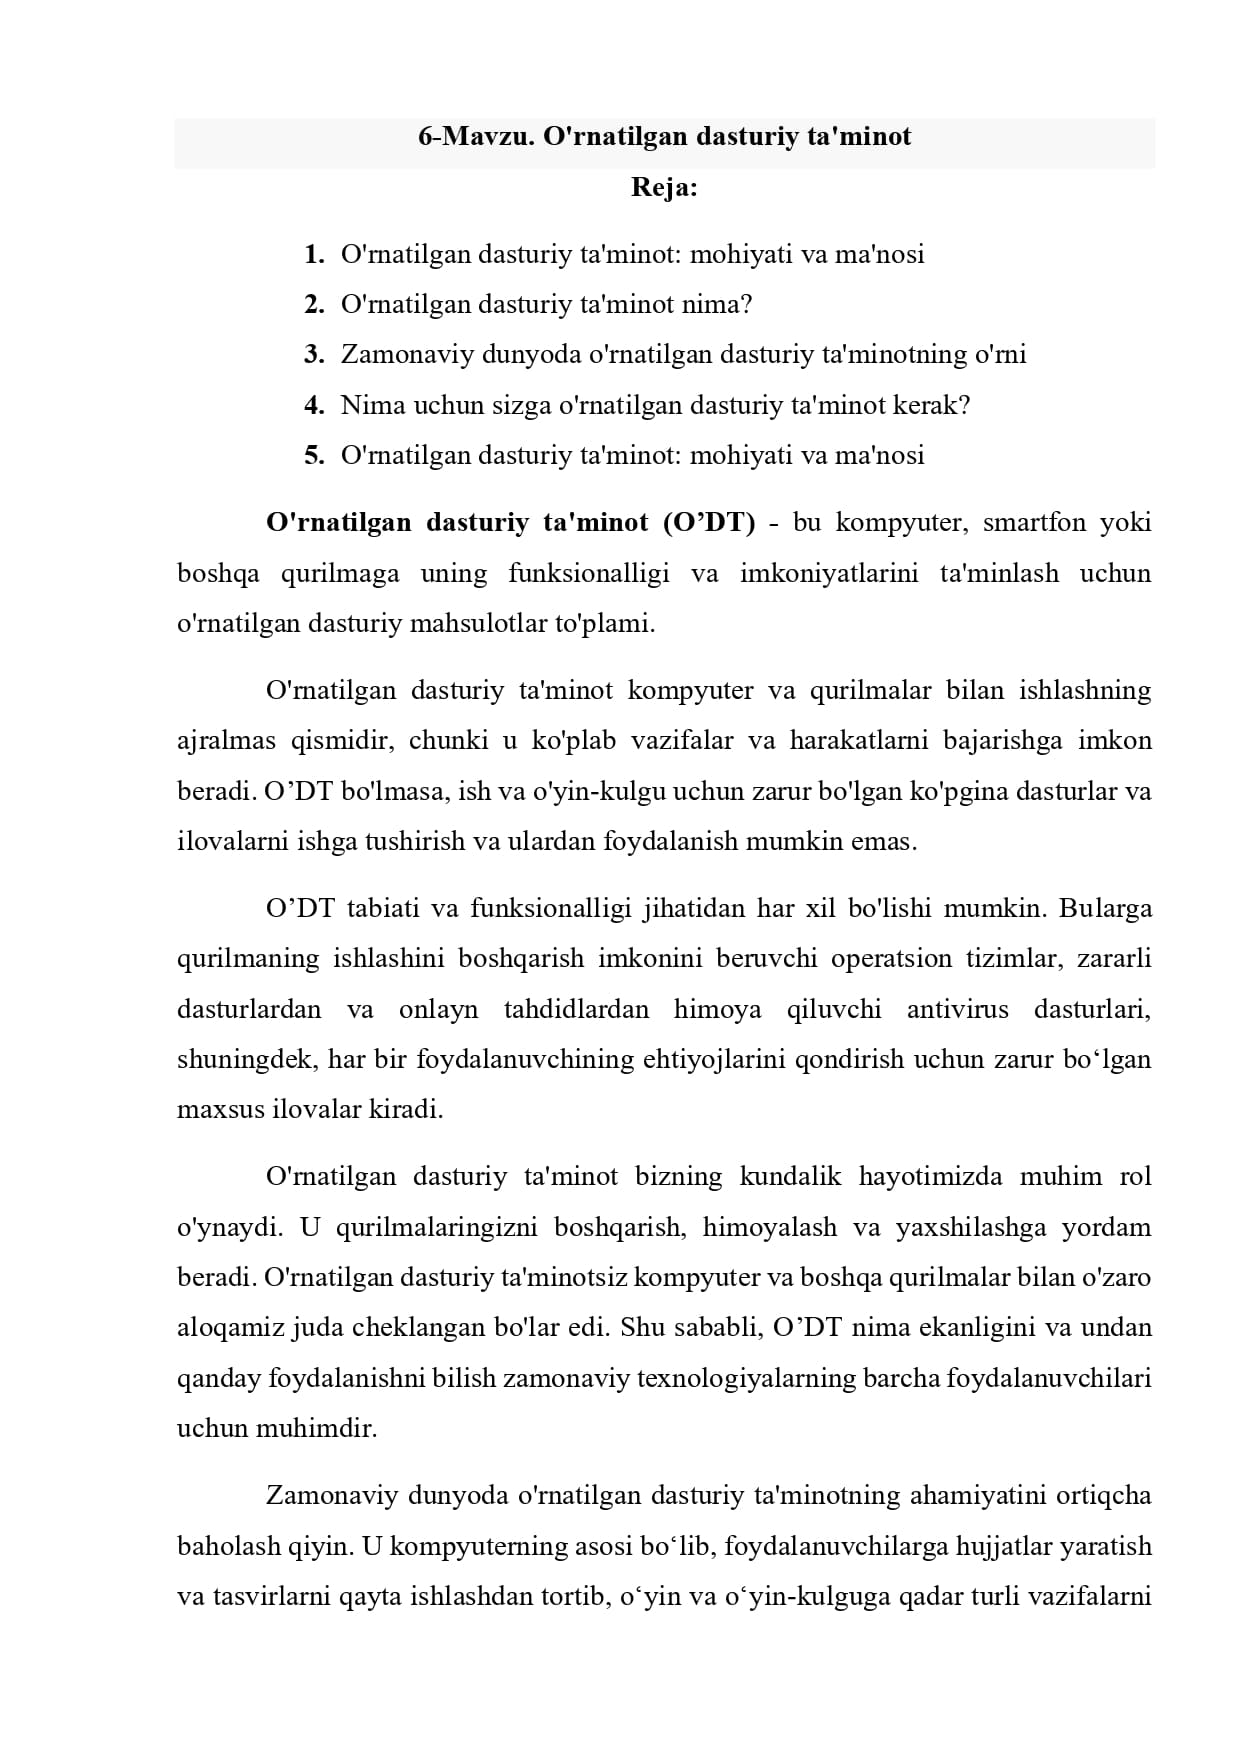 6-Mavzu. O'rnatilgan dasturiy ta'minot
Reja:
1. O'rnatilgan dasturiy ta'minot: mohiyati va ma'nosi
2. O'rnatilgan dasturiy ta'minot nima?
3. Zamonaviy dunyoda o'rnatilgan dasturiy ta'minotning o'rni
4. Nima uchun sizga o'rnatilgan dasturiy ta'minot kerak?
5. O'rnatilgan dasturiy ta'minot: mohiyati va ma'nosi
O'rnatilgan dasturiy ta'minot (O’DT) - bu kompyuter, smartfon yoki
boshqa qurilmaga uning funksionalligi va imkoniyatlarini ta'minlash uchun
o'rnatilgan dasturiy mahsulotlar to'plami.
O'rnatilgan dasturiy ta'minot kompyuter va qurilmalar bilan ishlashning
ajralmas qismidir, chunki u ko'plab vazifalar va harakatlarni bajarishga imkon
beradi. O’DT bo'lmasa, ish va o'yin-kulgu uchun zarur bo'lgan ko'pgina dasturlar va
ilovalarni ishga tushirish va ulardan foydalanish mumkin emas.
O’DT tabiati va funksionalligi jihatidan har xil bo'lishi mumkin. Bularga
qurilmaning ishlashini boshqarish imkonini beruvchi operatsion tizimlar, zararli
dasturlardan va onlayn tahdidlardan himoya qiluvchi antivirus dasturlari,
shuningdek, har bir foydalanuvchining ehtiyojlarini qondirish uchun zarur bo‘lgan
maxsus ilovalar kiradi.
O'rnatilgan dasturiy ta'minot bizning kundalik hayotimizda muhim rol
o'ynaydi. U qurilmalaringizni boshqarish, himoyalash va yaxshilashga yordam
beradi. O'rnatilgan dasturiy ta'minotsiz kompyuter va boshqa qurilmalar bilan o'zaro
aloqamiz juda cheklangan bo'lar edi. Shu sababli, O’DT nima ekanligini va undan
qanday foydalanishni bilish zamonaviy texnologiyalarning barcha foydalanuvchilari
uchun muhimdir.
Zamonaviy dunyoda o'rnatilgan dasturiy ta'minotning ahamiyatini ortiqcha
baholash qiyin. U kompyuterning asosi bo‘lib, foydalanuvchilarga hujjatlar yaratish
va tasvirlarni qayta ishlashdan tortib, o‘yin va o‘yin-kulguga qadar turli vazifalarni